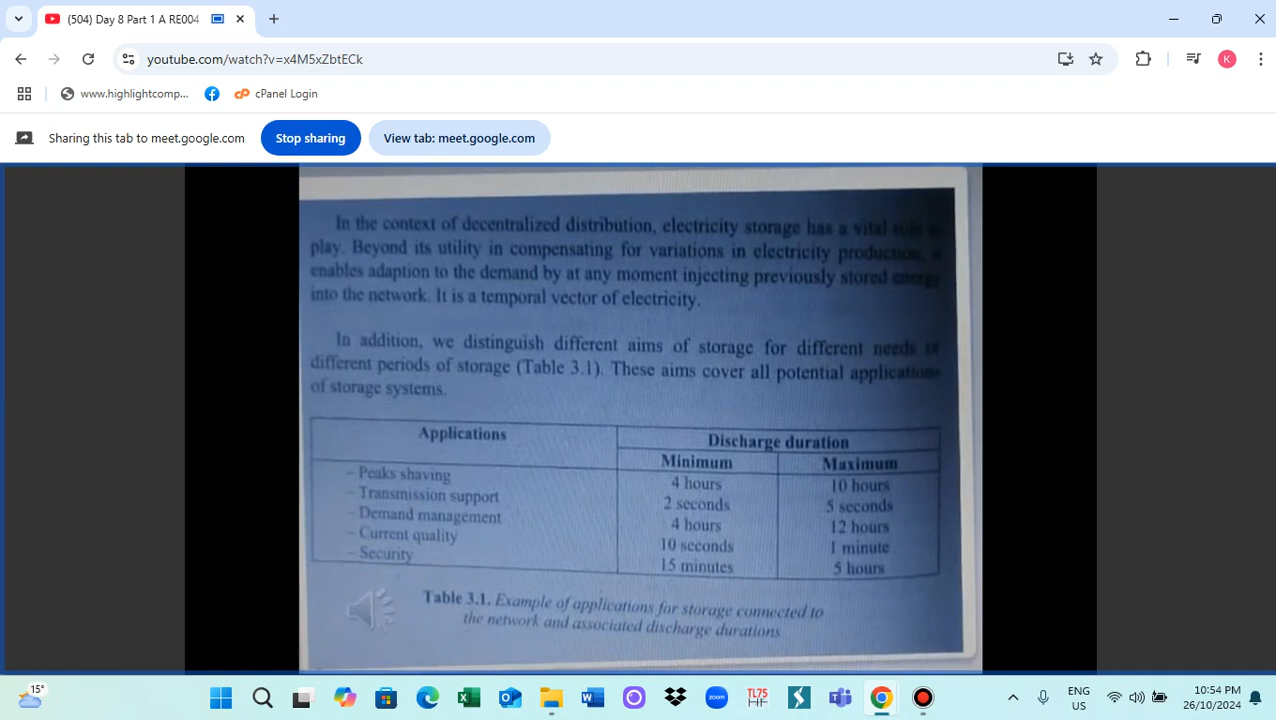 (504) Day 8 Part 1 A RE004
youtube.com/watch?v=x4M5xZbtECk
K
www.highlightcomp...
cPanel Login
Sharing this tab to meet.google.com
Stop sharing
View tab: meet.google.com
In the context of decentralized distribution, electricity storage has a vital role
play. Beyond its utility in compensating for variations in electricity production,
enables adaption to the demand by at any moment injecting previously stored energy
into the network. It is a temporal vector of electricity.
In addition, we distinguish different aims of storage for different needs
different periods of storage (Table 3.1). These aims cover all potential applications
of storage systems.
Applications
Discharge duration
Minimum
Maximum
– Peaks shaving
4 hours
10 hours
– Transmission support
2 seconds
5 seconds
– Demand management
4 hours
12 hours
– Current quality
10 seconds
1 minute
– Security
15 minutes
5 hours
Table 3.1. Example of applications for storage connected to
the network and associated discharge durations
15°
zoom
TL75
ENG
US
10:54 PM
26/10/2024